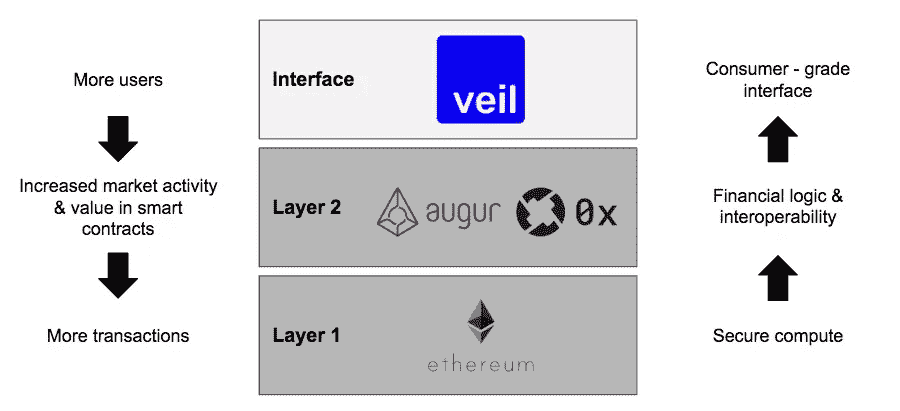 More users
Increased market activity
& value in smart
contracts
More transactions
Interface
veil
Layer 2
augur
0x
Layer 1
ethereum
Consumer - grade
interface
Financial logic &
interoperability
Secure compute